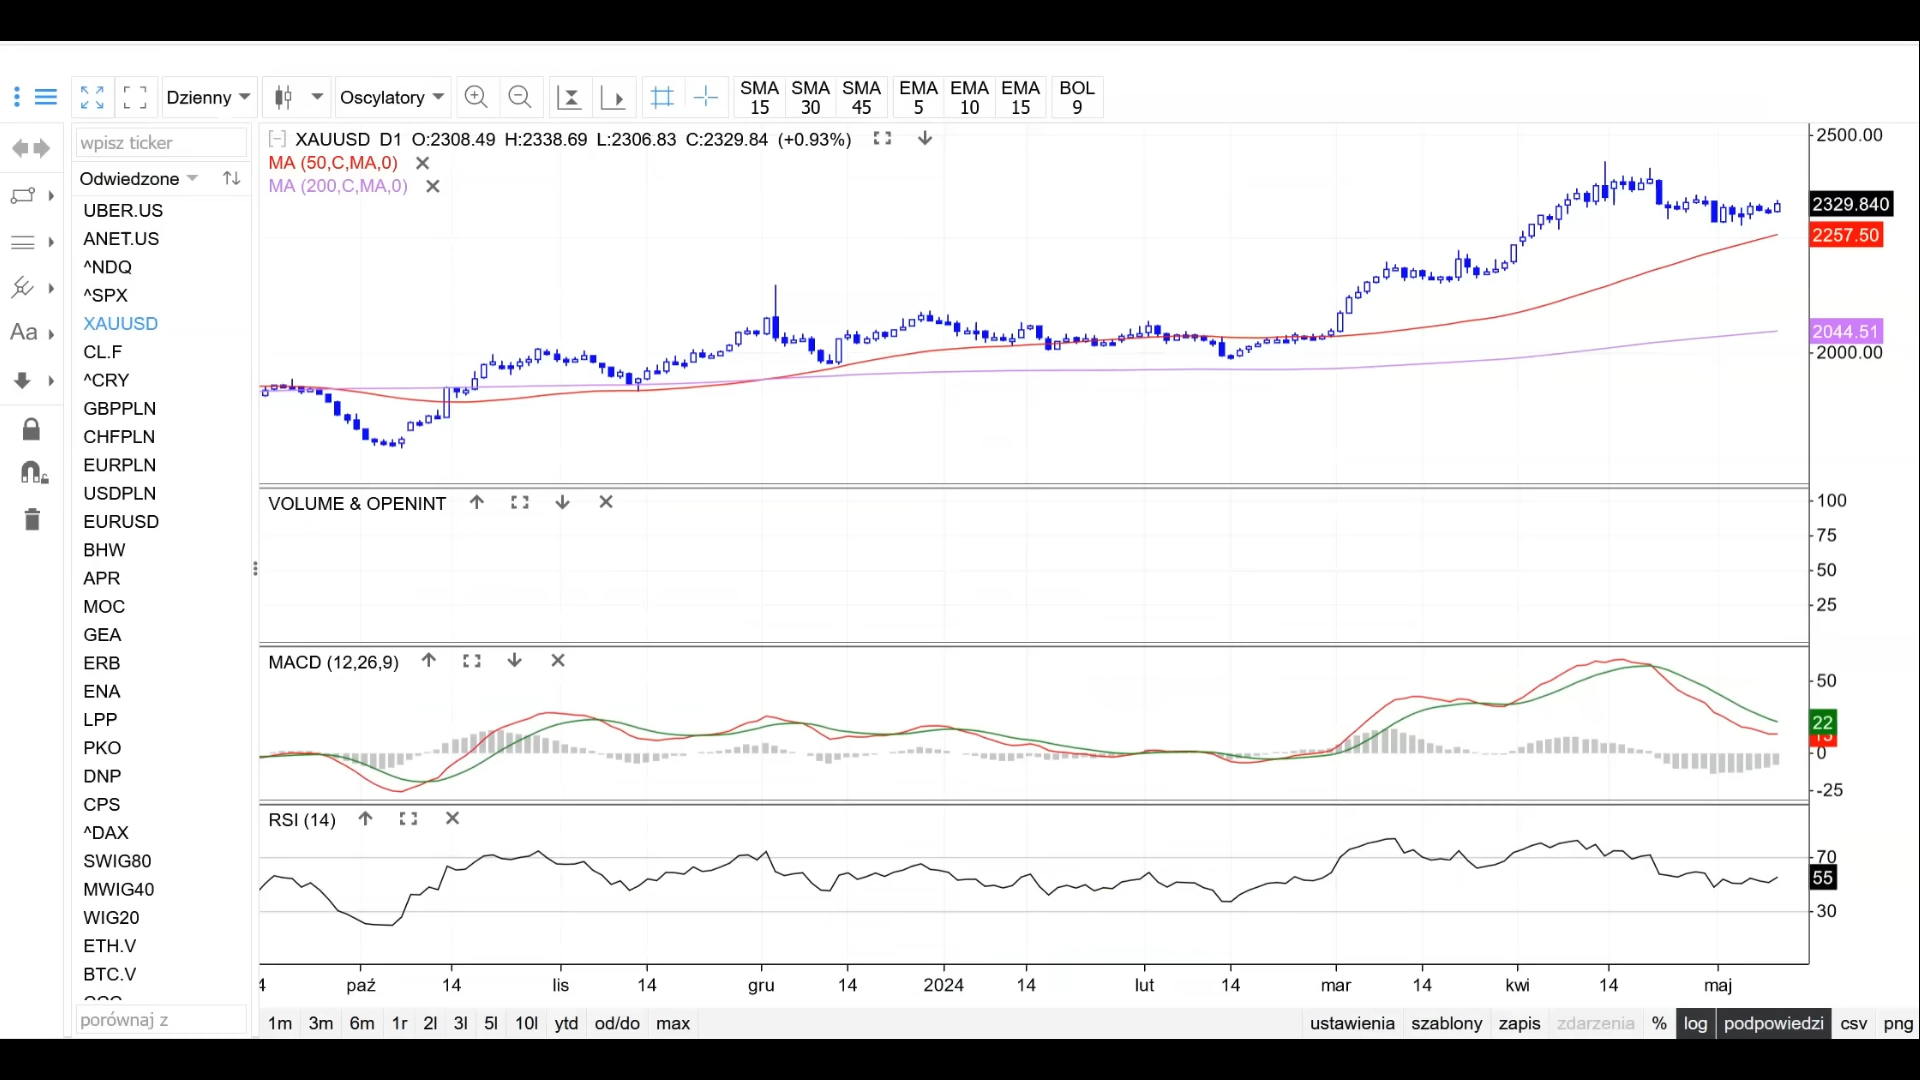 Dzienny
Oscylatory
SMA 15
SMA 30
SMA 45
EMA 5
EMA 10
EMA 15
BOL 9
wpisz ticker
Odwiedzone
UBER.US
ANET.US
^NDQ
^SPX
XAUUSD
CL.F
^CRY
GBPPLN
CHFPLN
EURPLN
USDPLN
EURUSD
BHW
APR
MOC
GEA
ERB
ENA
LPP
PKO
DNP
CPS
^DAX
SWIG80
MWIG40
WIG20
ETH.V
BTC.V
porównaj z
Aa
[-] XAUUSD D1 O:2308.49 H:2338.69 L:2306.83 C:2329.84 (+0.93%)
MA (50,C,MA,0)
MA (200,C,MA,0)
2500.00
2329.840
2257.50
2044.51
2000.00
VOLUME & OPENINT
100
75
50
25
MACD (12,26,9)
50
22
0
-25
RSI (14)
70
55
30
4 paź 14 lis 14 gru 14 2024 14 lut 14 mar 14 kwi 14 maj
1m 3m 6m 1r 2l 3l 5l 10l ytd od/do max
ustawienia szablony zapis zdarzenia % log podpowiedzi csv png